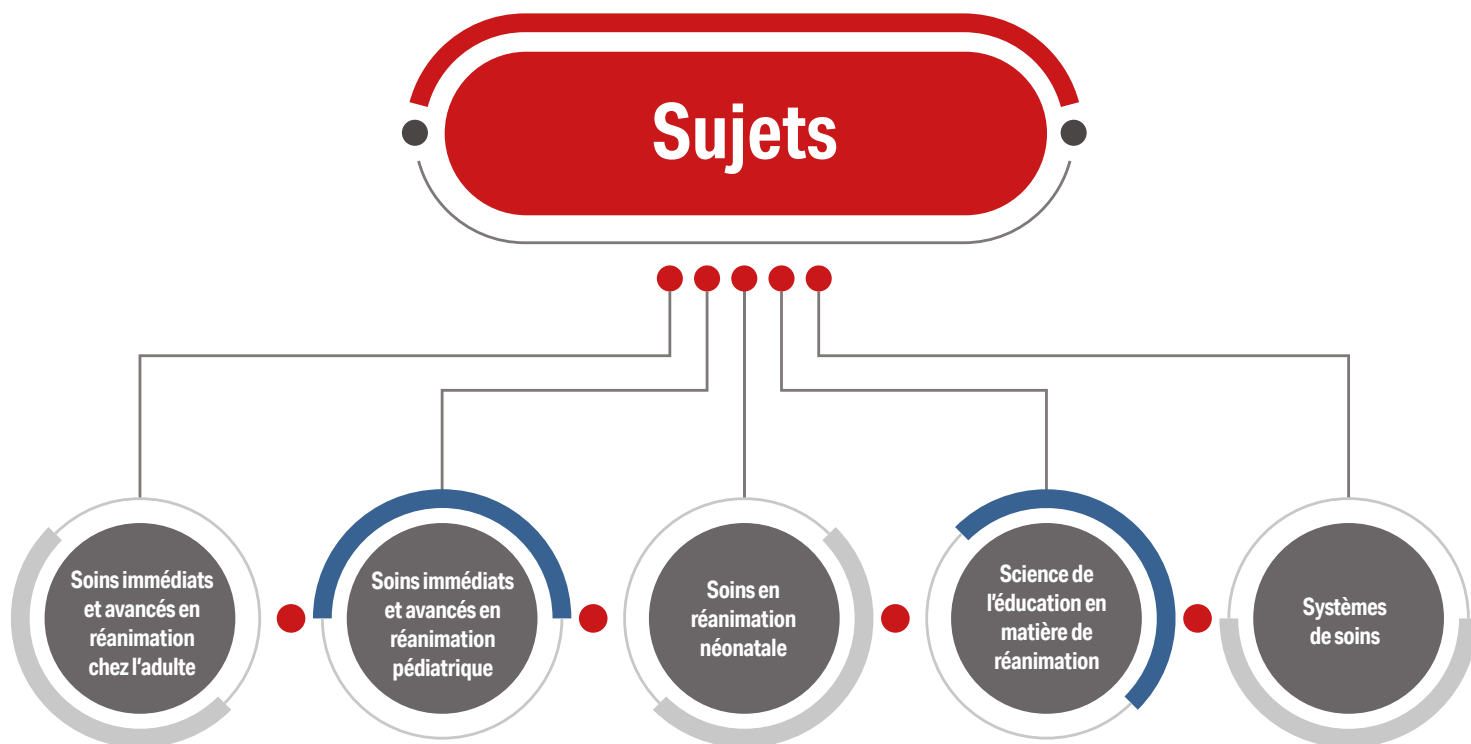 Sujets
Soins immédiats
et avancés en
réanimation
chez l'adulte
Soins immédiats
et avancés en
réanimation
pédiatrique
Soins en
réanimation
néonatale
Science de
l'éducation en
matière de
réanimation
Systèmes
de soins